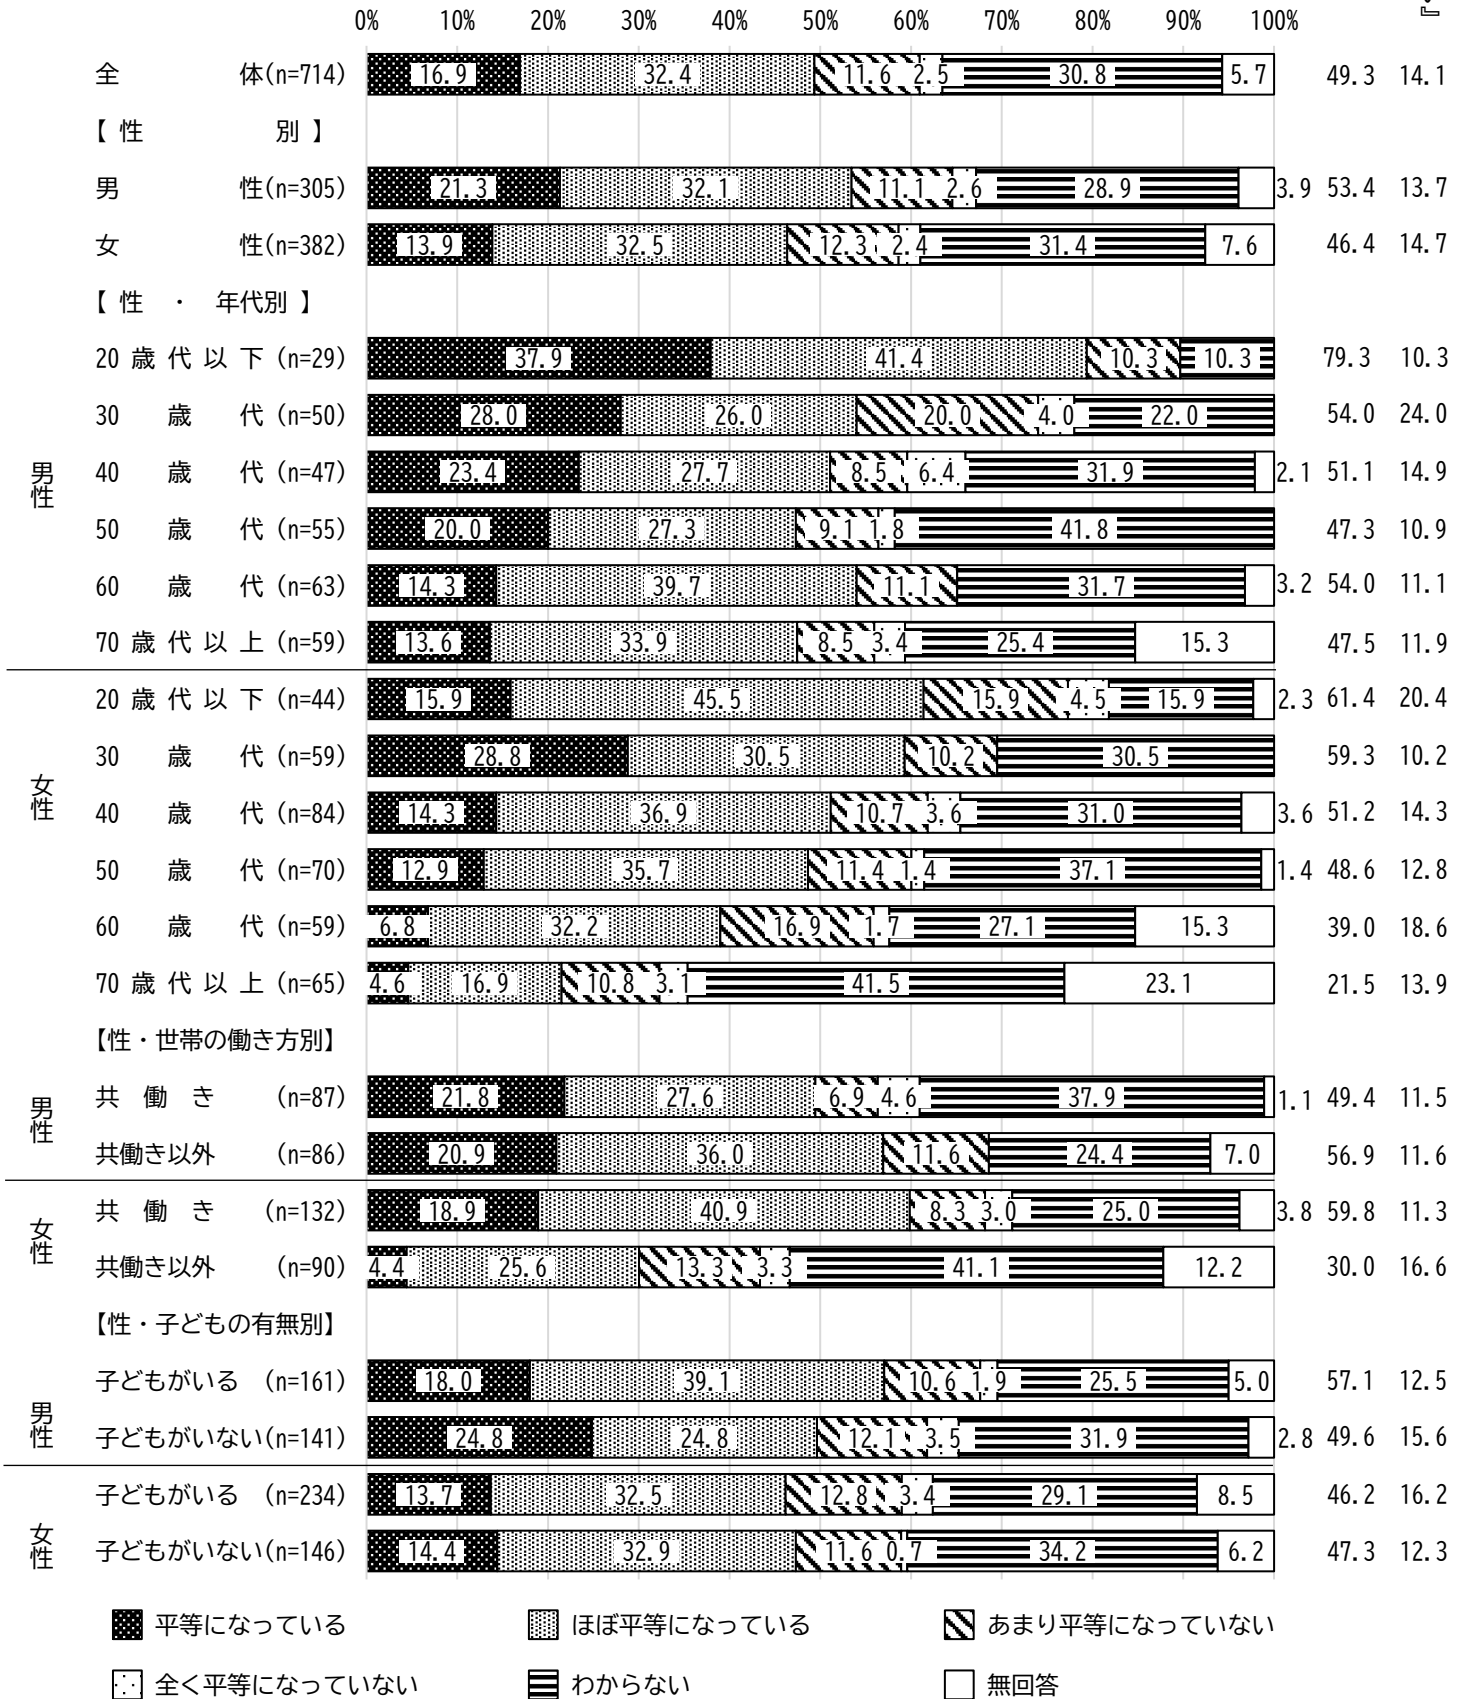 0% 10% 20% 30% 40% 50% 60% 70% 80% 90% 100% 』
全 体(n=714) 16.9 32.4 11.6 2.5 30.8 5.7 49.3 14.1
【 性 別 】
男 性(n=305) 21.3 32.1 11.1 2.6 28.9 3.9 53.4 13.7
女 性(n=382) 13.9 32.5 12.3 2.4 31.4 7.6 46.4 14.7
【 性 ・ 年代別 】
男性
20 歳 代 以 下 (n=29) 37.9 41.4 10.3 10.3 79.3 10.3
30 歳 代 (n=50) 28.0 26.0 20.0 4.0 22.0 54.0 24.0
40 歳 代 (n=47) 23.4 27.7 8.5 6.4 31.9 2.1 51.1 14.9
50 歳 代 (n=55) 20.0 27.3 9.1 1.8 41.8 47.3 10.9
60 歳 代 (n=63) 14.3 39.7 11.1 31.7 3.2 54.0 11.1
70 歳 代 以 上 (n=59) 13.6 33.9 8.5 3.4 25.4 15.3 47.5 11.9
女性
20 歳 代 以 下 (n=44) 15.9 45.5 15.9 4.5 15.9 2.3 61.4 20.4
30 歳 代 (n=59) 28.8 30.5 10.2 30.5 59.3 10.2
40 歳 代 (n=84) 14.3 36.9 10.7 3.6 31.0 3.6 51.2 14.3
50 歳 代 (n=70) 12.9 35.7 11.4 1.4 37.1 1.4 48.6 12.8
60 歳 代 (n=59) 6.8 32.2 16.9 1.7 27.1 15.3 39.0 18.6
70 歳 代 以 上 (n=65) 4.6 16.9 10.8 3.1 41.5 23.1 21.5 13.9
【性・世帯の働き方別】
男性
共 働 き (n=87) 21.8 27.6 6.9 4.6 37.9 1.1 49.4 11.5
共働き以外 (n=86) 20.9 36.0 11.6 24.4 7.0 56.9 11.6
女性
共 働 き (n=132) 18.9 40.9 8.3 3.0 25.0 3.8 59.8 11.3
共働き以外 (n=90) 4.4 25.6 13.3 3.3 41.1 12.2 30.0 16.6
【性・子どもの有無別】
男性
子どもがいる (n=161) 18.0 39.1 10.6 1.9 25.5 5.0 57.1 12.5
子どもがいない(n=141) 24.8 24.8 12.1 3.5 31.9 2.8 49.6 15.6
女性
子どもがいる (n=234) 13.7 32.5 12.8 3.4 29.1 8.5 46.2 16.2
子どもがいない(n=146) 14.4 32.9 11.6 0.7 34.2 6.2 47.3 12.3
平等になっている ほぼ平等になっている あまり平等になっていない
全く平等になっていない わからない 無回答